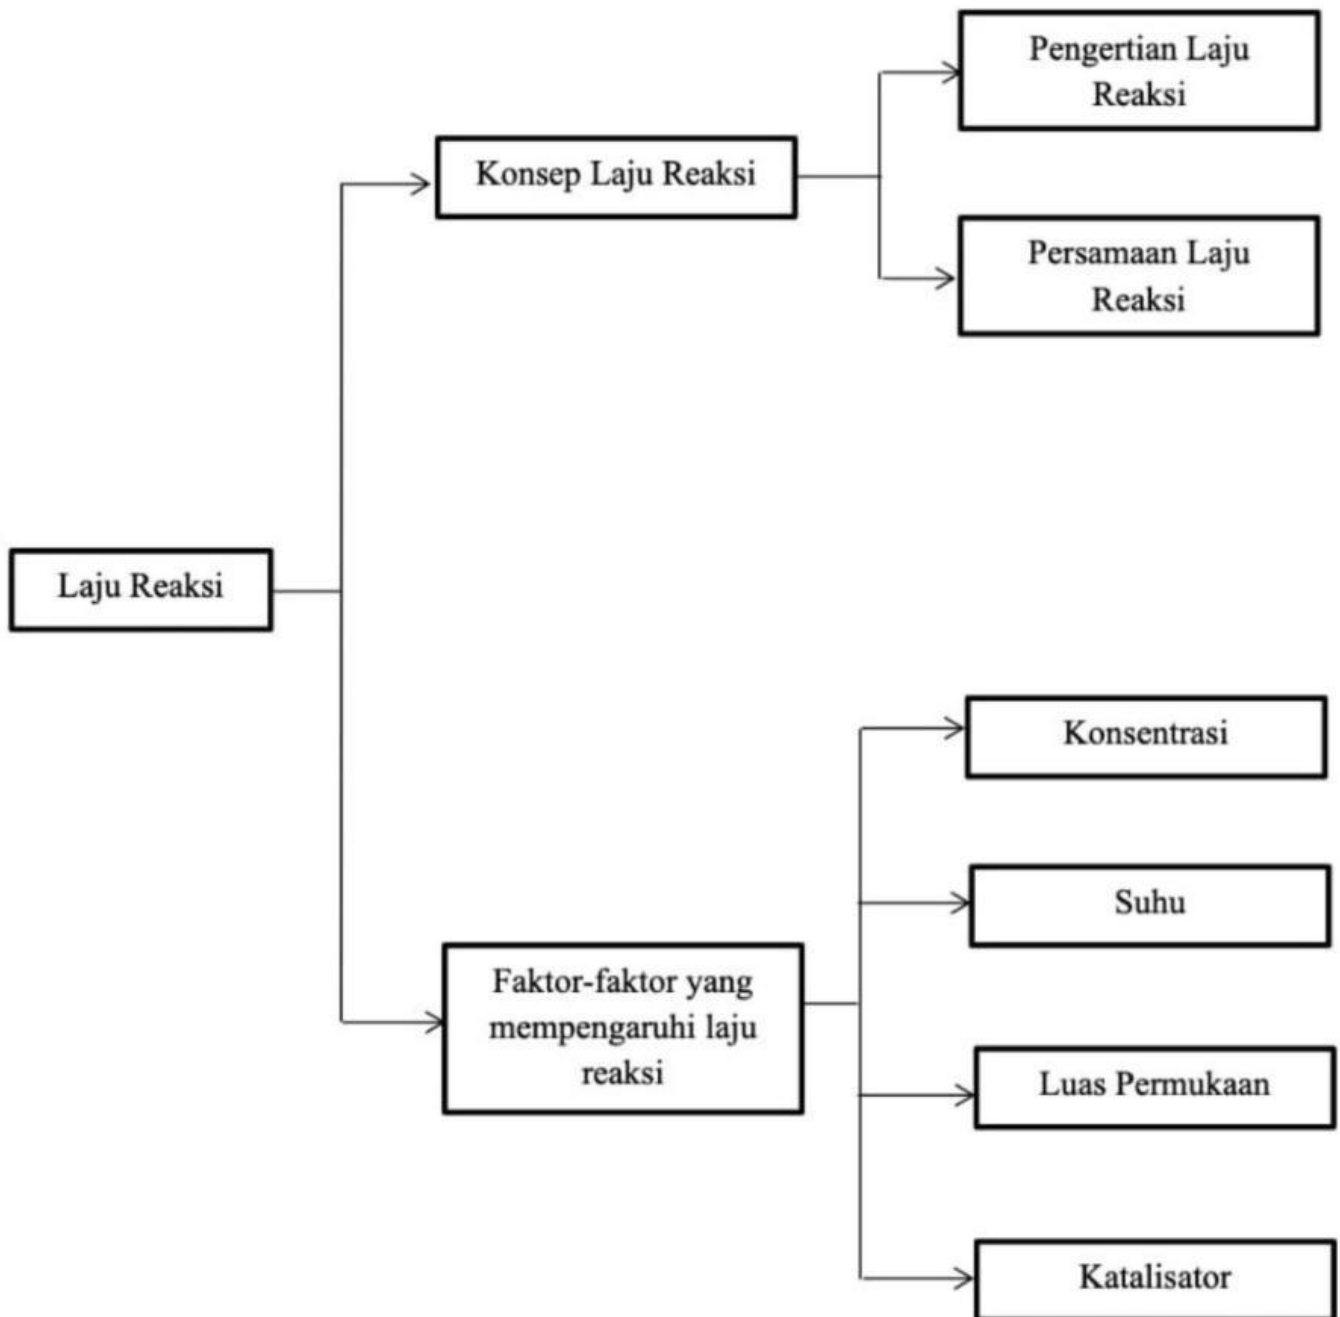 Pengertian Laju
Reaksi
Konsep Laju Reaksi
Persamaan Laju
Reaksi
Laju Reaksi
Konsentrasi
Suhu
Faktor-faktor yang
mempengaruhi laju
reaksi
Luas Permukaan
Katalisator